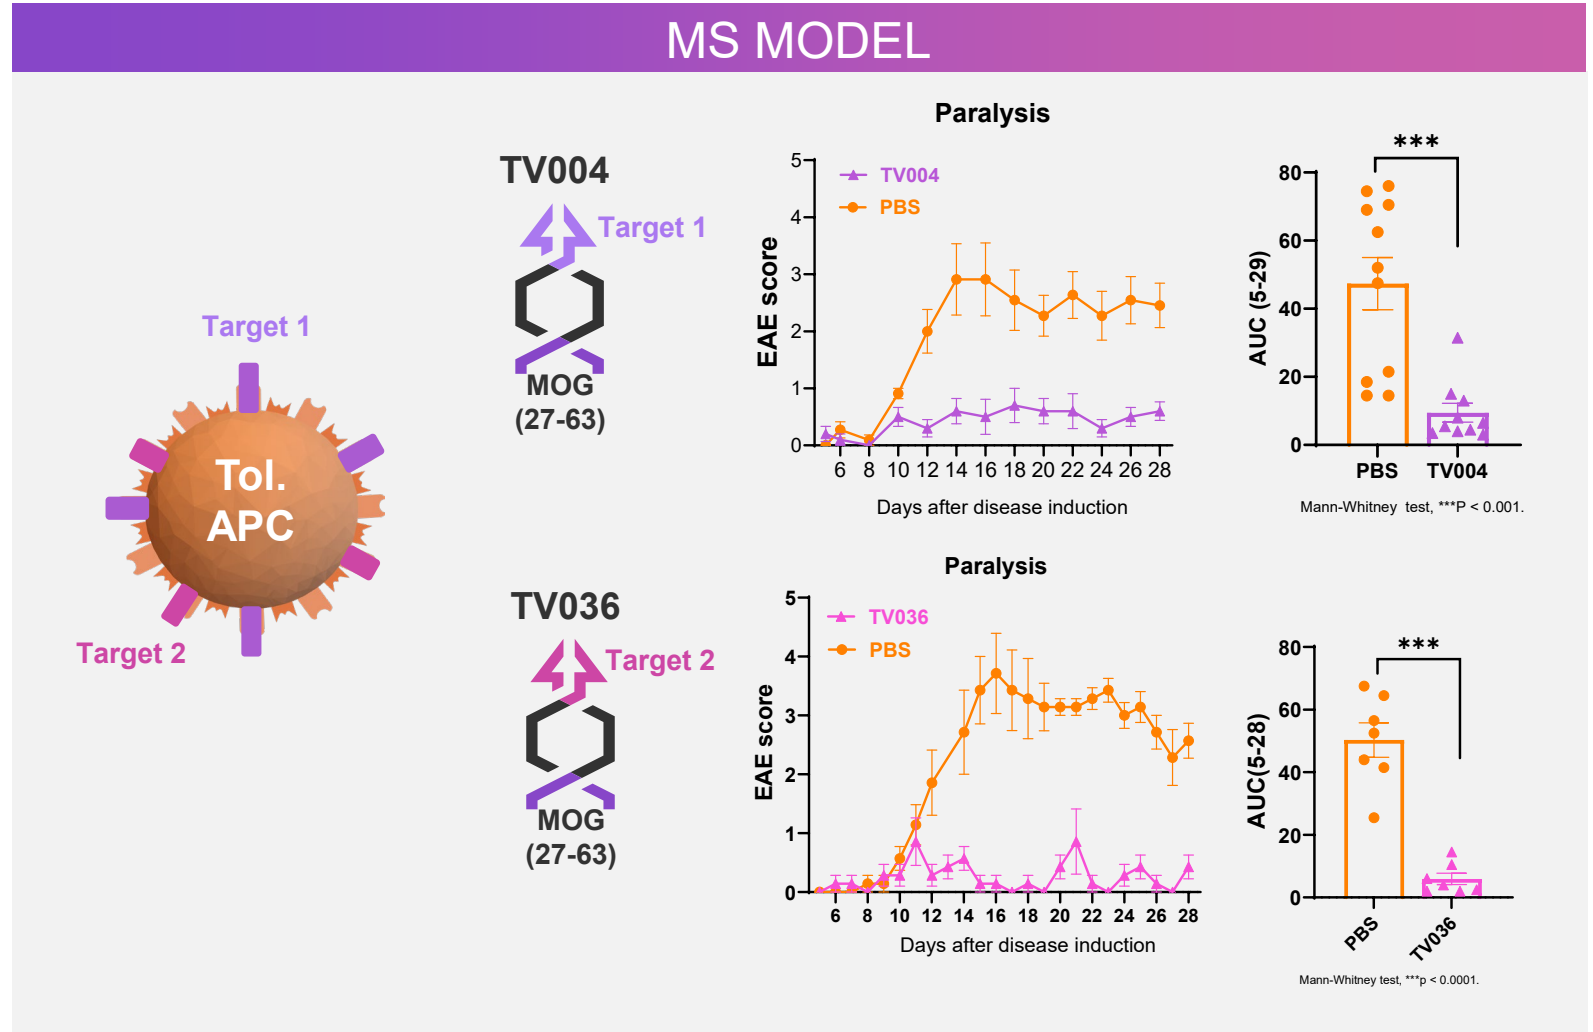 MS MODEL
Target 1
Tol.
APC
Target 2
TV004
Target 1
MOG
(27-63)
Paralysis
TV004
PBS
EAE score
5
4
3
2
1
0
6 8 10 12 14 16 18 20 22 24 26 28
Days after disease induction
***
AUC (5-29)
80
60
40
20
0
PBS TV004
Mann-Whitney test, ***P < 0.001.
TV036
Target 2
MOG
(27-63)
Paralysis
TV036
PBS
EAE score
5
4
3
2
1
0
6 8 10 12 14 16 18 20 22 24 26 28
Days after disease induction
***
AUC(5-28)
80
60
40
20
0
PBS TV036
Mann-Whitney test, ***p < 0.0001.